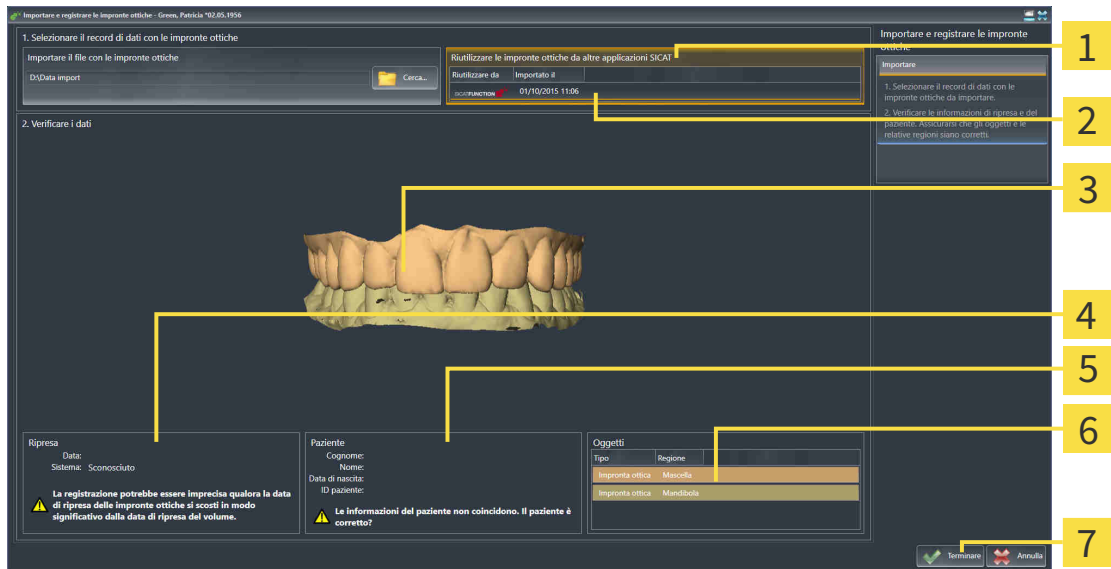 Importare e registrare le impronte ottiche - Green, Patricia *02.05.1956
1. Selezionare il record di dati con le impronte ottiche
Importare il file con le impronte ottiche
D:\Data import
Cerca...
Riutilizzare le impronte ottiche da altre applicazioni SICAT
Riutilizzare da
Importato il
SICATFUNCTION
01/10/2015 11:06
Importare e registrare le impronte
ottiche
Importare
1. Selezionare il record di dati con le
impronte ottiche da importare.
2. Verificare le informazioni di ripresa e del
paziente. Assicurarsi che gli oggetti e le
relative regioni siano corretti.
2. Verificare i dati
Ripresa
Data:
Sistema: Sconosciuto
La registrazione potrebbe essere imprecisa qualora la data
di ripresa delle impronte ottiche si scosti in modo
significativo dalla data di ripresa del volume.
Paziente
Cognome:
Nome:
Data di nascita:
ID paziente:
Le informazioni del paziente non coincidono. Il paziente è
corretto?
Oggetti
Tipo
Regione
Impronta ottica
Mascella
Impronta ottica
Mandibola
Terminare
Annulla
1
2
3
4
5
6
7